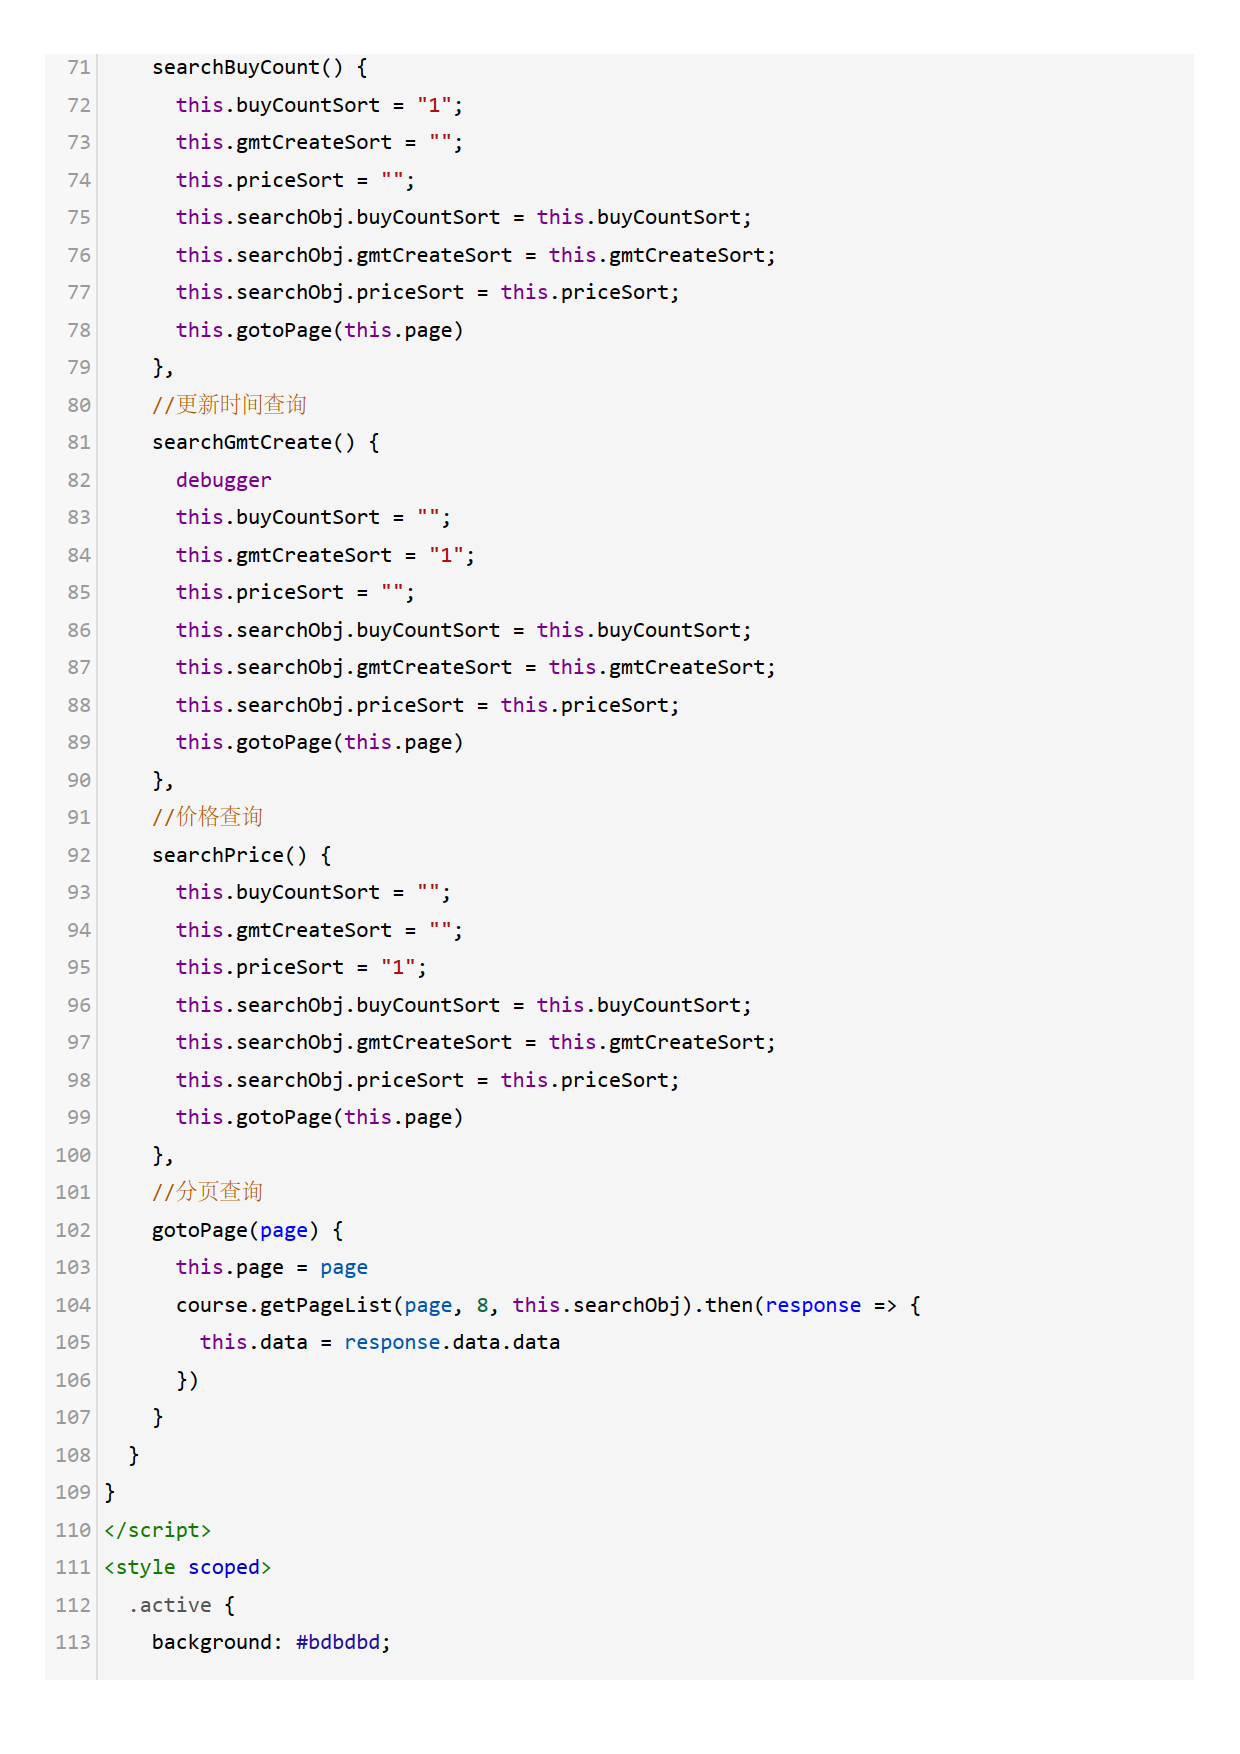 71 searchBuyCount() {
72 this.buyCountSort = "1";
73 this.gmtCreateSort = "";
74 this.priceSort = "";
75 this.searchObj.buyCountSort = this.buyCountSort;
76 this.searchObj.gmtCreateSort = this.gmtCreateSort;
77 this.searchObj.priceSort = this.priceSort;
78 this.gotoPage(this.page)
79 },
80 //更新时间查询
81 searchGmtCreate() {
82 debugger
83 this.buyCountSort = "";
84 this.gmtCreateSort = "1";
85 this.priceSort = "";
86 this.searchObj.buyCountSort = this.buyCountSort;
87 this.searchObj.gmtCreateSort = this.gmtCreateSort;
88 this.searchObj.priceSort = this.priceSort;
89 this.gotoPage(this.page)
90 },
91 //价格查询
92 searchPrice() {
93 this.buyCountSort = "";
94 this.gmtCreateSort = "";
95 this.priceSort = "1";
96 this.searchObj.buyCountSort = this.buyCountSort;
97 this.searchObj.gmtCreateSort = this.gmtCreateSort;
98 this.searchObj.priceSort = this.priceSort;
99 this.gotoPage(this.page)
100 },
101 //分页查询
102 gotoPage(page) {
103 this.page = page
104 course.getPageList(page, 8, this.searchObj).then(response => {
105 this.data = response.data.data
106 })
107 }
108 }
109 }
110 </script>
111 <style scoped>
112 .active {
113 background: #bdbdbd;